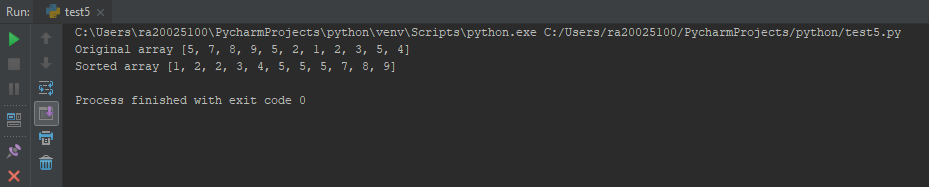 Run: test5
C:\Users\ra20025100\PycharmProjects\python\venv\Scripts\python.exe C:/Users/ra20025100/PycharmProjects/python/test5.py
Original array [5, 7, 8, 9, 5, 2, 1, 2, 3, 5, 4]
Sorted array [1, 2, 2, 3, 4, 5, 5, 5, 7, 8, 9]
Process finished with exit code 0